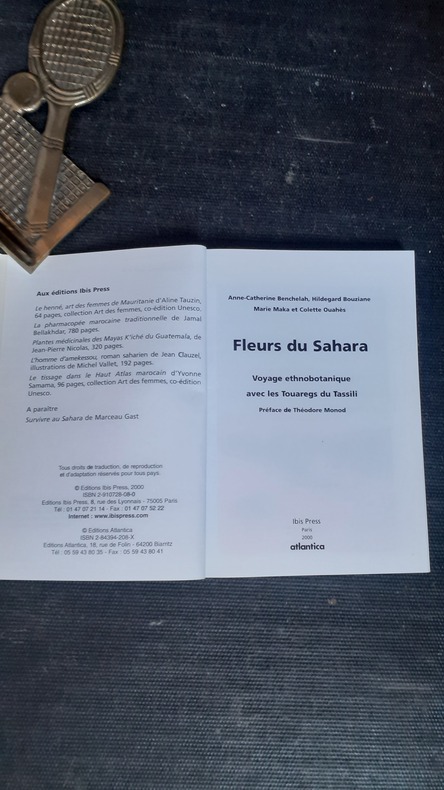 Aux éditions Ibis Press
Le henné, art des femmes de Mauritanie d'Aline Tauzin,
64 pages, collection Art des femmes, co-édition Unesco.
La pharmacopée marocaine traditionnelle de Jamal
Bellakhdar, 780 pages.
Plantes médicinales des Mayas K'iché du Guatemala, de
Jean-Pierre Nicolas, 320 pages.
L'homme d'amekessou, roman saharien de Jean Clauzel,
illustrations de Michel Vallet, 192 pages.
Le tissage dans le Haut Atlas marocain d'Yvonne
Samama, 96 pages, collection Art des femmes, co-édition
Unesco.
A paraître
Survivre au Sahara de Marceau Gast
Tous droits de traduction, de reproduction
et d'adaptation réservés pour tous pays.
© Editions Ibis Press, 2000
ISBN 2-910728-08-0
Editions Ibis Press, 8, rue des Lyonnais - 75005 Paris
Tél : 01 47 07 21 14 - Fax : 01 47 07 52 22
Internet : www.ibispress.com
© Editions Atlantica
ISBN 2-84394-208-X
Editions Atlantica, 18, rue de Folin - 64200 Biarritz
Tél : 05 59 43 80 35 - Fax : 05 59 43 80 41
Anne-Catherine Benchelah, Hildegard Bouziane
Marie Maka et Colette Ouahès
Fleurs du Sahara
Voyage ethnobotanique
avec les Touaregs du Tassili
Préface de Théodore Monod
Ibis Press
Paris
2000
atlantica